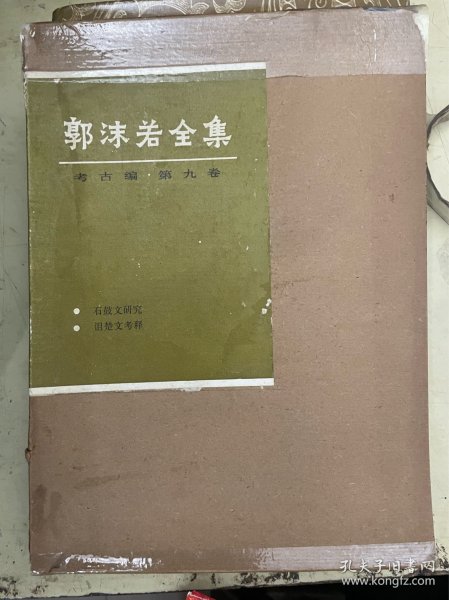 郭沫若全集
考古编·第九卷
● 石鼓文研究
● 诅楚文考释
孔夫子旧书网
www.kongfz.com